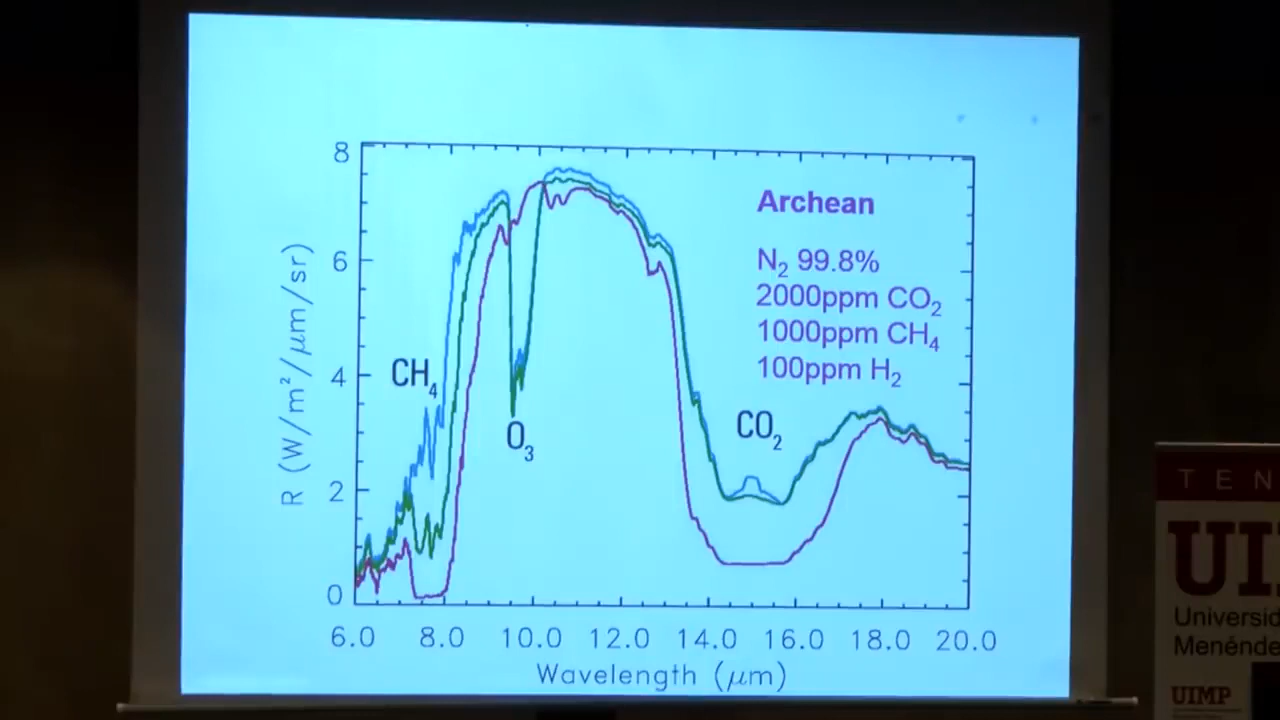 Archean
N₂ 99.8%
2000ppm CO₂
1000ppm CH₄
100ppm H₂
CH₄
O₃
CO₂
8
6
4
2
0
R (W/m²/μm/sr)
6.0 8.0 10.0 12.0 14.0 16.0 18.0 20.0
Wavelength (μm)
TEN
UIMP